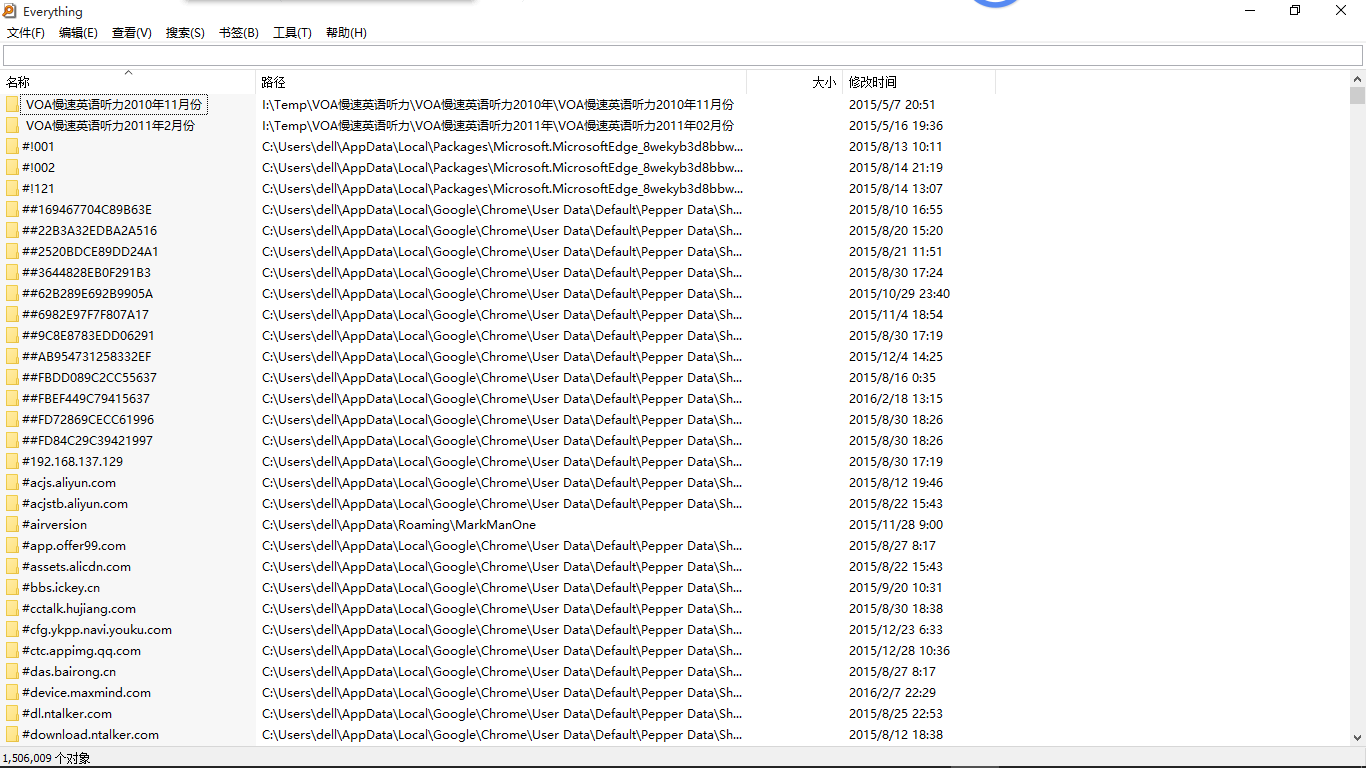 Everything
文件(F) 编辑(E) 查看(V) 搜索(S) 书签(B) 工具(T) 帮助(H)
名称 路径 大小 修改时间
VOA慢速英语听力2010年11月份 I:\Temp\VOA慢速英语听力\VOA慢速英语听力2010年\VOA慢速英语听力2010年11月份 2015/5/7 20:51
VOA慢速英语听力2011年2月份 I:\Temp\VOA慢速英语听力\VOA慢速英语听力2011年\VOA慢速英语听力2011年02月份 2015/5/16 19:36
#!001 C:\Users\dell\AppData\Local\Packages\Microsoft.MicrosoftEdge_8wekyb3d8bbw... 2015/8/13 10:11
#!002 C:\Users\dell\AppData\Local\Packages\Microsoft.MicrosoftEdge_8wekyb3d8bbw... 2015/8/14 21:19
#!121 C:\Users\dell\AppData\Local\Packages\Microsoft.MicrosoftEdge_8wekyb3d8bbw... 2015/8/14 13:07
##169467704C89B63E C:\Users\dell\AppData\Local\Google\Chrome\User Data\Default\Pepper Data\Sh... 2015/8/10 16:55
##22B3A32EDBA2A516 C:\Users\dell\AppData\Local\Google\Chrome\User Data\Default\Pepper Data\Sh... 2015/8/20 15:20
##2520BDCE89DD24A1 C:\Users\dell\AppData\Local\Google\Chrome\User Data\Default\Pepper Data\Sh... 2015/8/21 11:51
##3644828EB0F291B3 C:\Users\dell\AppData\Local\Google\Chrome\User Data\Default\Pepper Data\Sh... 2015/8/30 17:24
##62B289E692B9905A C:\Users\dell\AppData\Local\Google\Chrome\User Data\Default\Pepper Data\Sh... 2015/10/29 23:40
##6982E97F7F807A17 C:\Users\dell\AppData\Local\Google\Chrome\User Data\Default\Pepper Data\Sh... 2015/11/4 18:54
##9C8E8783EDD06291 C:\Users\dell\AppData\Local\Google\Chrome\User Data\Default\Pepper Data\Sh... 2015/8/30 17:19
##AB954731258332EF C:\Users\dell\AppData\Local\Google\Chrome\User Data\Default\Pepper Data\Sh... 2015/12/4 14:25
##FBDD089C2CC55637 C:\Users\dell\AppData\Local\Google\Chrome\User Data\Default\Pepper Data\Sh... 2015/8/16 0:35
##FBEF449C79415637 C:\Users\dell\AppData\Local\Google\Chrome\User Data\Default\Pepper Data\Sh... 2016/2/18 13:15
##FD72869CECC61996 C:\Users\dell\AppData\Local\Google\Chrome\User Data\Default\Pepper Data\Sh... 2015/8/30 18:26
##FD84C29C39421997 C:\Users\dell\AppData\Local\Google\Chrome\User Data\Default\Pepper Data\Sh... 2015/8/30 18:26
#192.168.137.129 C:\Users\dell\AppData\Local\Google\Chrome\User Data\Default\Pepper Data\Sh... 2015/8/30 17:19
#acjs.aliyun.com C:\Users\dell\AppData\Local\Google\Chrome\User Data\Default\Pepper Data\Sh... 2015/8/12 19:46
#acjstb.aliyun.com C:\Users\dell\AppData\Local\Google\Chrome\User Data\Default\Pepper Data\Sh... 2015/8/22 15:43
#airversion C:\Users\dell\AppData\Roaming\MarkManOne 2015/11/28 9:00
#app.offer99.com C:\Users\dell\AppData\Local\Google\Chrome\User Data\Default\Pepper Data\Sh... 2015/8/27 8:17
#assets.alicdn.com C:\Users\dell\AppData\Local\Google\Chrome\User Data\Default\Pepper Data\Sh... 2015/8/22 15:43
#bbs.ickey.cn C:\Users\dell\AppData\Local\Google\Chrome\User Data\Default\Pepper Data\Sh... 2015/9/20 10:31
#cctalk.hujiang.com C:\Users\dell\AppData\Local\Google\Chrome\User Data\Default\Pepper Data\Sh... 2015/8/30 18:38
#cfg.ykpp.navi.youku.com C:\Users\dell\AppData\Local\Google\Chrome\User Data\Default\Pepper Data\Sh... 2015/12/23 6:33
#ctc.appimg.qq.com C:\Users\dell\AppData\Local\Google\Chrome\User Data\Default\Pepper Data\Sh... 2015/12/28 10:36
#das.bairong.cn C:\Users\dell\AppData\Local\Google\Chrome\User Data\Default\Pepper Data\Sh... 2015/8/27 8:17
#device.maxmind.com C:\Users\dell\AppData\Local\Google\Chrome\User Data\Default\Pepper Data\Sh... 2016/2/7 22:29
#dl.ntalker.com C:\Users\dell\AppData\Local\Google\Chrome\User Data\Default\Pepper Data\Sh... 2015/8/25 22:53
#download.ntalker.com C:\Users\dell\AppData\Local\Google\Chrome\User Data\Default\Pepper Data\Sh... 2015/8/12 18:38
1,506,009 个对象